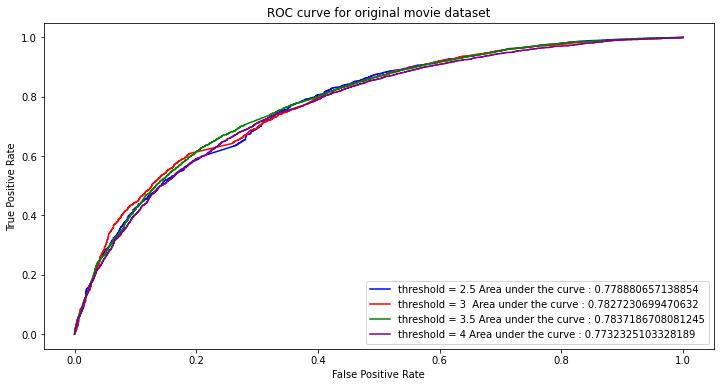 ROC curve for original movie dataset
True Positive Rate
1.0
0.8
0.6
0.4
0.2
0.0
threshold = 2.5 Area under the curve : 0.778880657138854
threshold = 3  Area under the curve : 0.7827230699470632
threshold = 3.5 Area under the curve : 0.7837186708081245
threshold = 4 Area under the curve : 0.7732325103328189
0.0 0.2 0.4 0.6 0.8 1.0
False Positive Rate